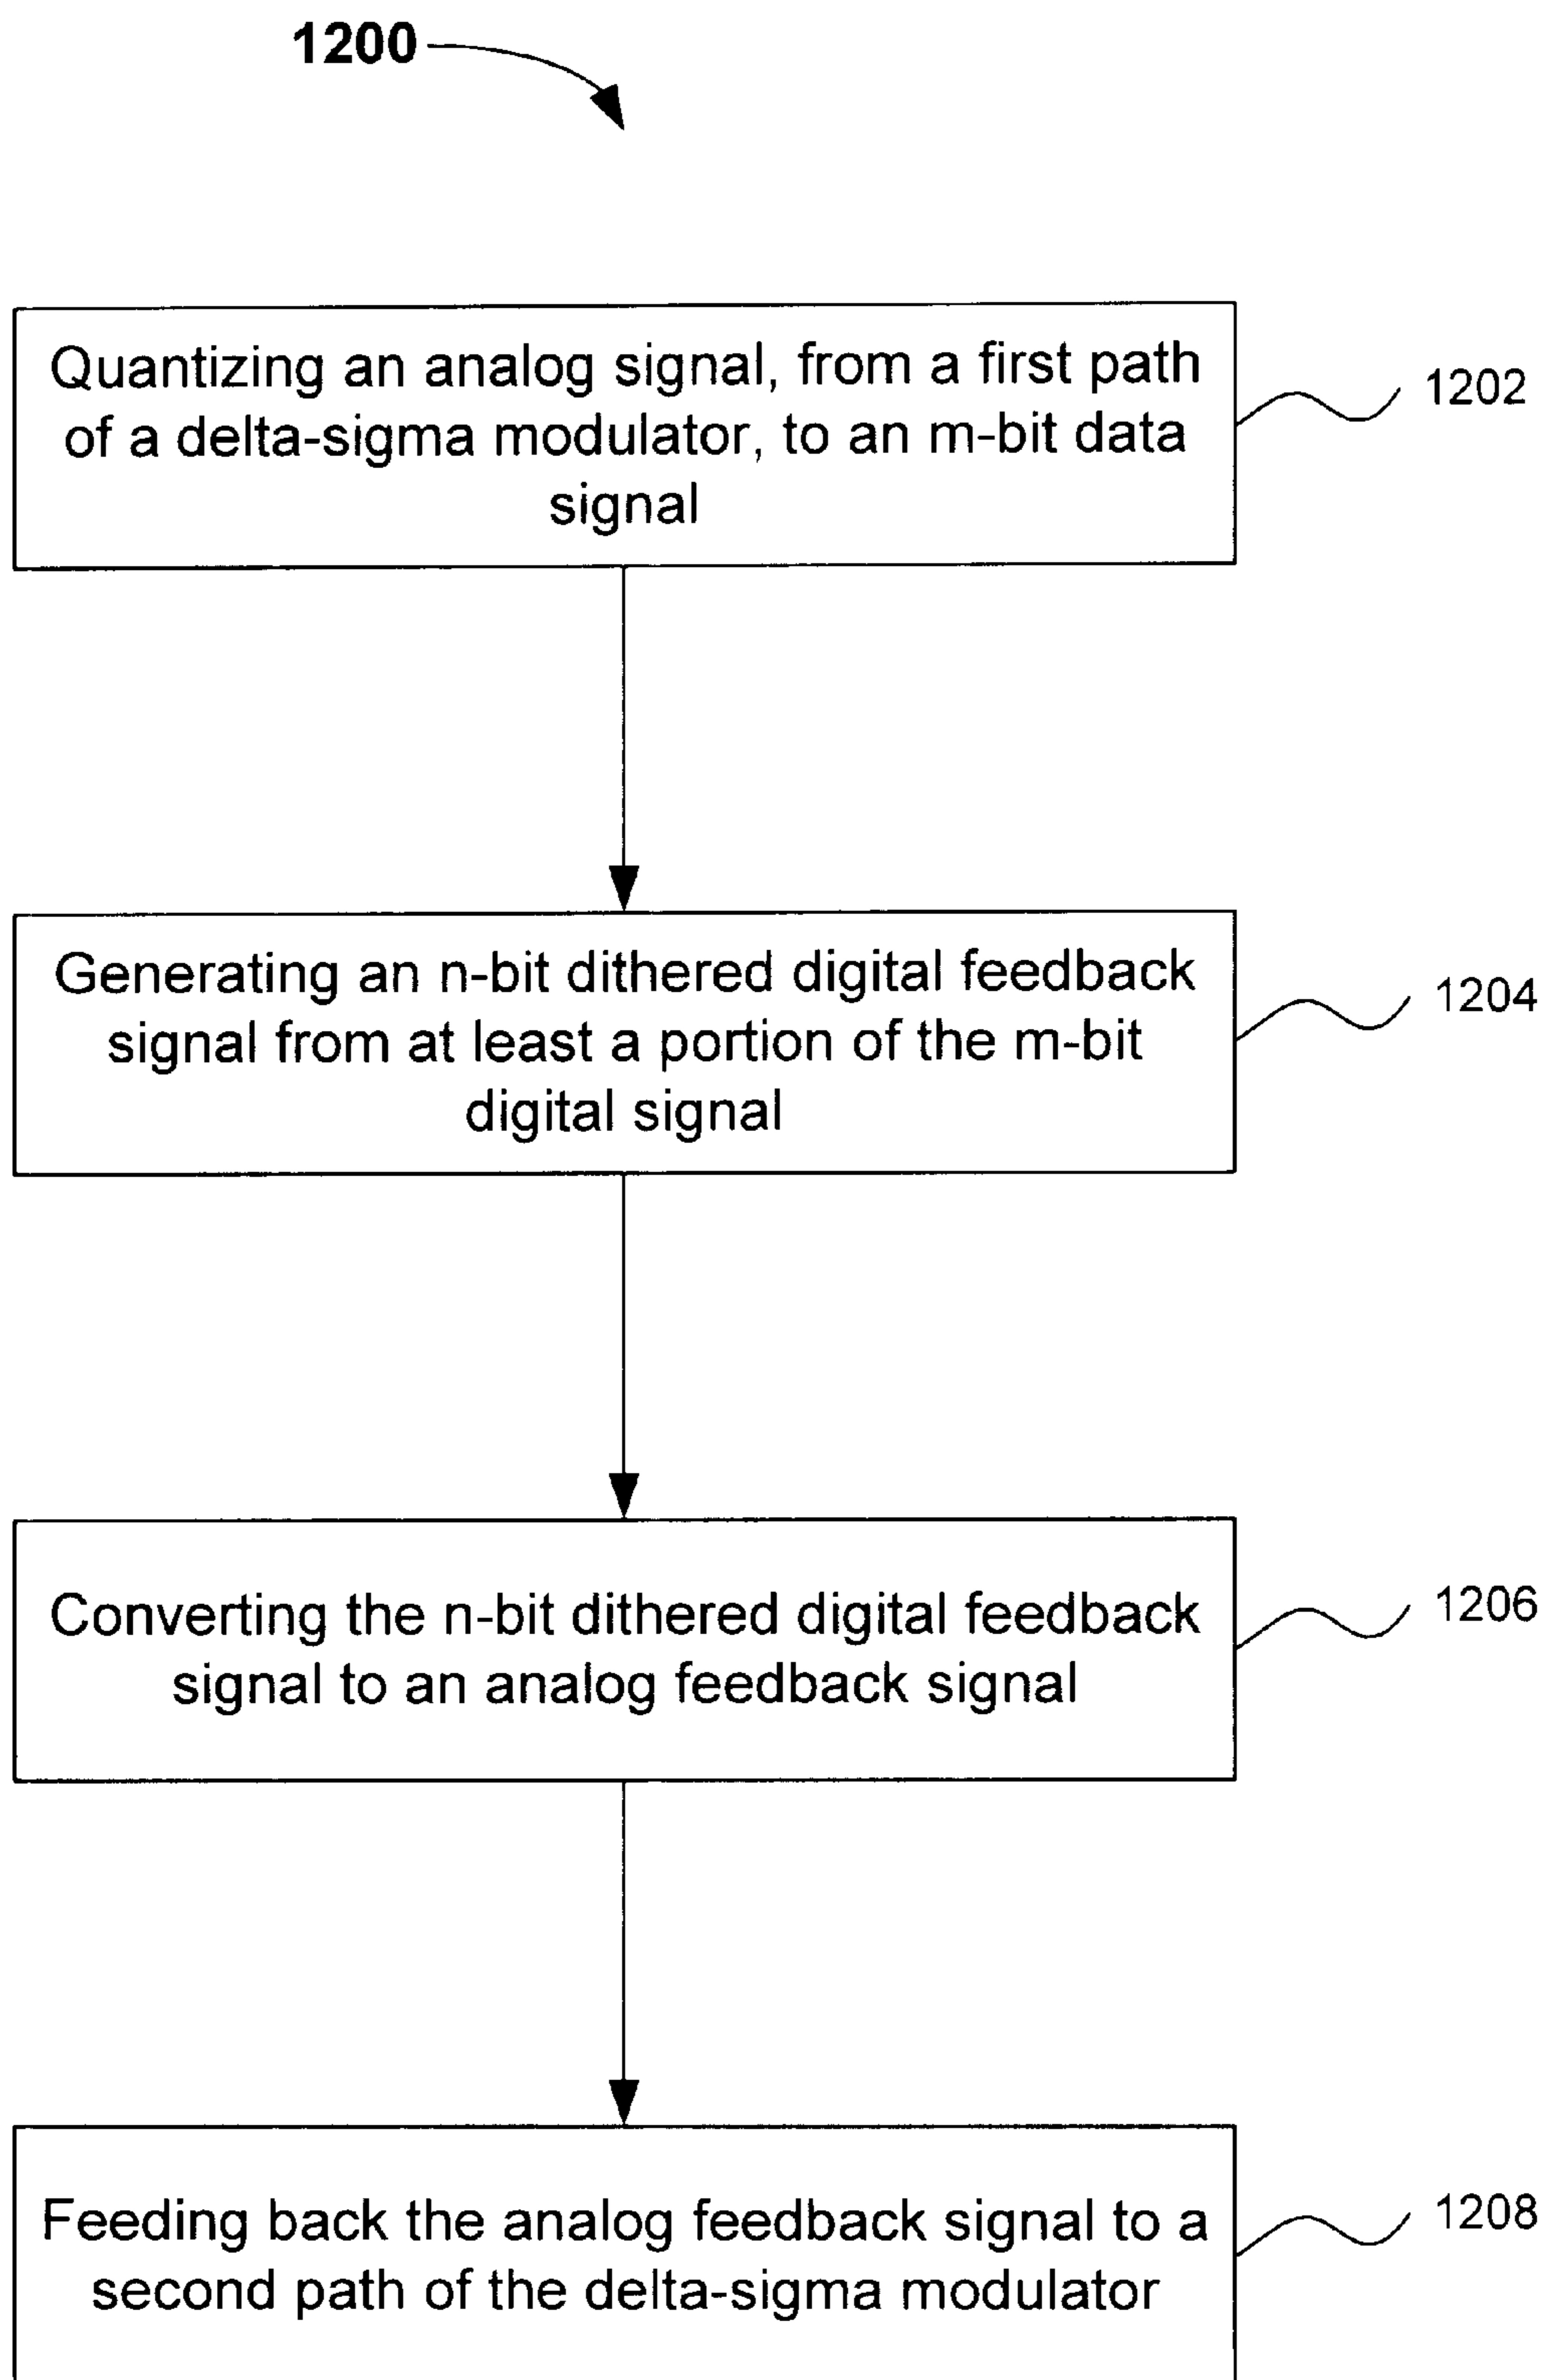 1200
Quantizing an analog signal, from a first path
of a delta-sigma modulator, to an m-bit data
signal
1202
Generating an n-bit dithered digital feedback
signal from at least a portion of the m-bit
digital signal
1204
Converting the n-bit dithered digital feedback
signal to an analog feedback signal
1206
Feeding back the analog feedback signal to a
second path of the delta-sigma modulator
1208